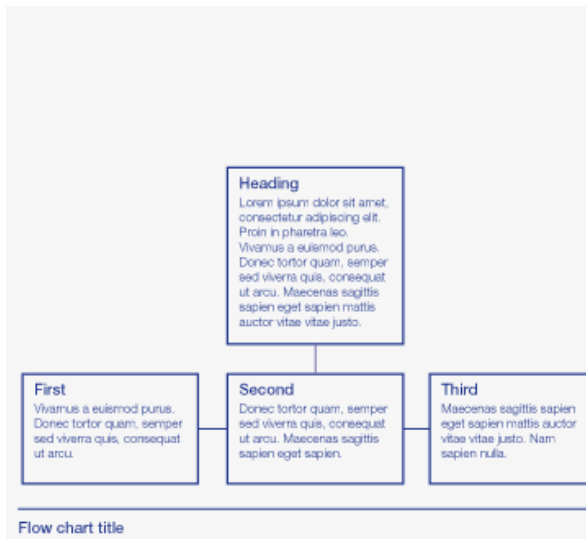 Heading
Lorem ipsum dolor sit amet,
consectetur adipiscing elit.
Proin in pharetra leo.
Vivamus a euismod purus.
Donec tortor quam, semper
sed viverra quis, consequat
ut arcu. Maecenas sagittis
sapien eget sapien mattis
auctor vitae vitae justo.
First
Vivamus a euismod purus.
Donec tortor quam, semper
sed viverra quis, consequat
ut arcu.
Second
Donec tortor quam, semper
sed viverra quis, consequat
ut arcu. Maecenas sagittis
sapien eget sapien.
Third
Maecenas sagittis sapien
eget sapien mattis auctor
vitae vitae justo. Nam
sapien nulla.
Flow chart title